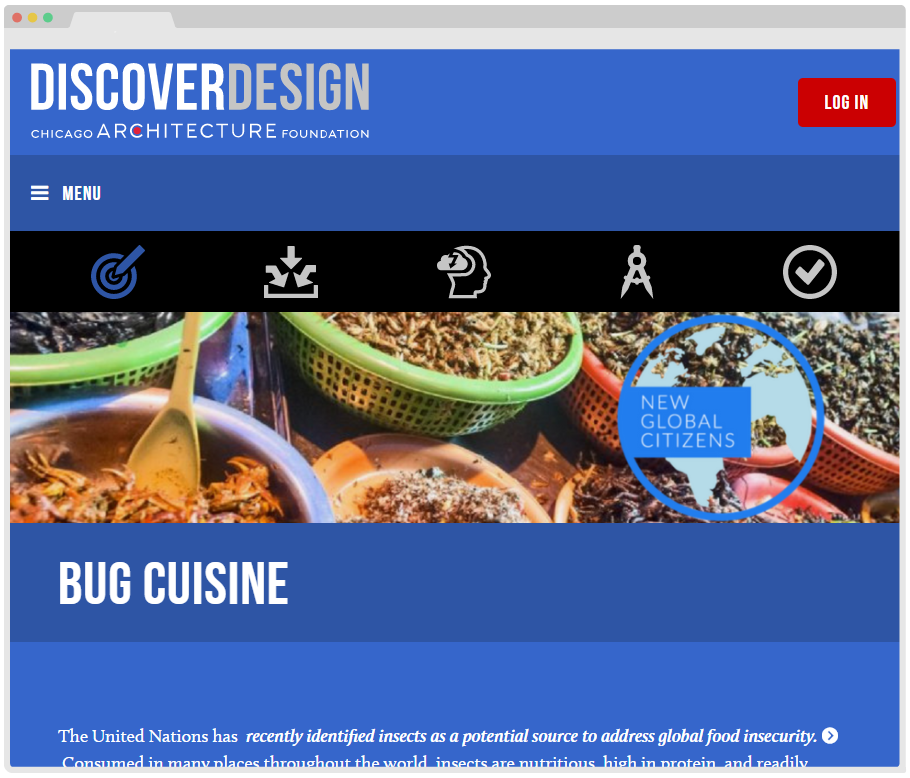 DISCOVERDESIGN
CHICAGO ARCHITECTURE FOUNDATION
LOG IN
MENU
NEW
GLOBAL
CITIZENS
BUG CUISINE
The United Nations has recently identified insects as a potential source to address global food insecurity.
Consumed in many places throughout the world, insects are nutritious, high in protein, and readily